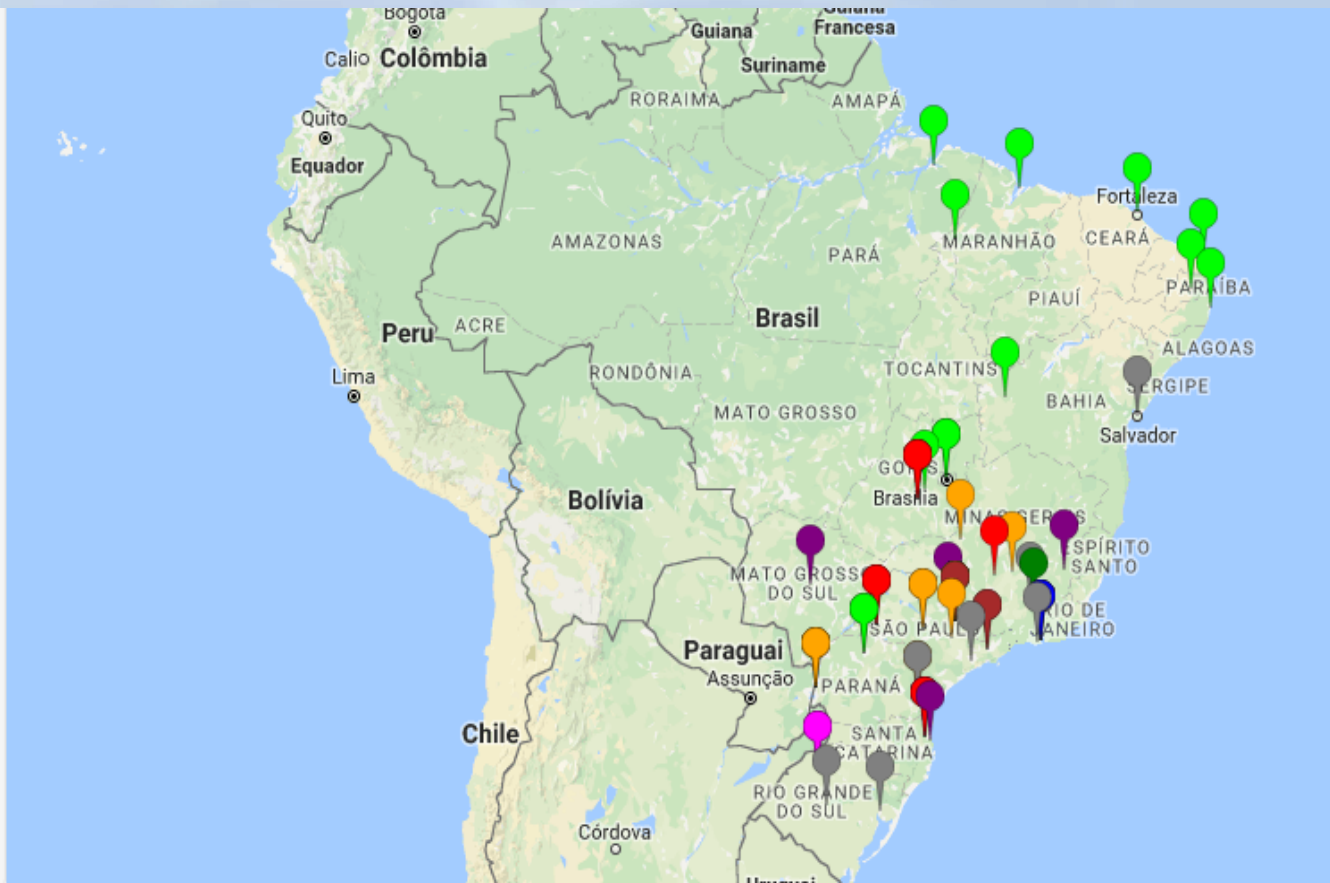 Bogotá
Guiana
Guiana
Francesa
Cali
Colômbia
Suriname
RORAIMA
AMAPÁ
Quito
Equador
Fortaleza
AMAZONAS
MARANHÃO
CEARÁ
PARÁ
PARAÍBA
PIAUÍ
Brasil
ACRE
Peru
ALAGOAS
Lima
RONDÔNIA
TOCANTINS
SERGIPE
MATO GROSSO
BAHIA
Salvador
GOIÁS
Brasília
Bolívia
MINAS GERAIS
ESPÍRITO
SANTO
MATO GROSSO
DO SUL
RIO DE
JANEIRO
SÃO PAULO
Paraguai
Assunção
PARANÁ
Chile
SANTA
CATARINA
RIO GRANDE
DO SUL
Córdova
Uruguai